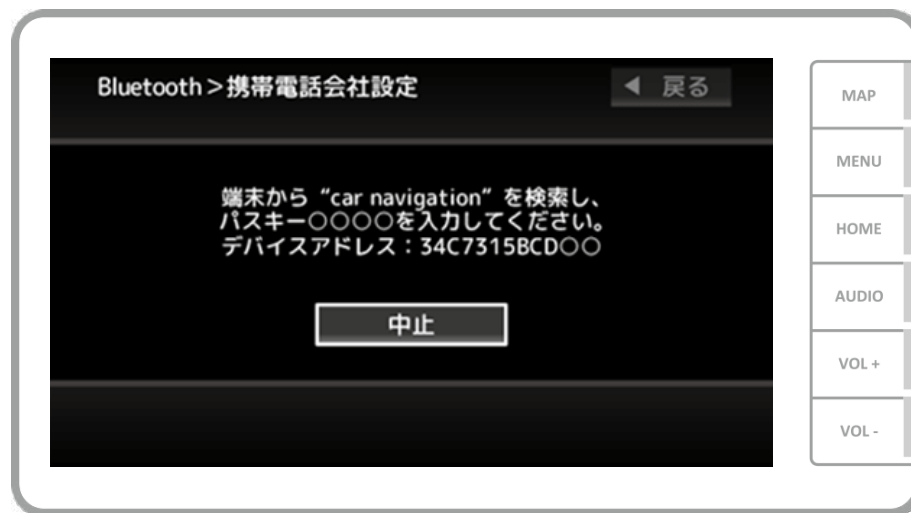 Bluetooth>携帯電話会社設定
◀ 戻る
端末から “car navigation” を検索し、
パスキー○○○○を入力してください。
デバイスアドレス：34C7315BCD○○
中止
MAP
MENU
HOME
AUDIO
VOL +
VOL -